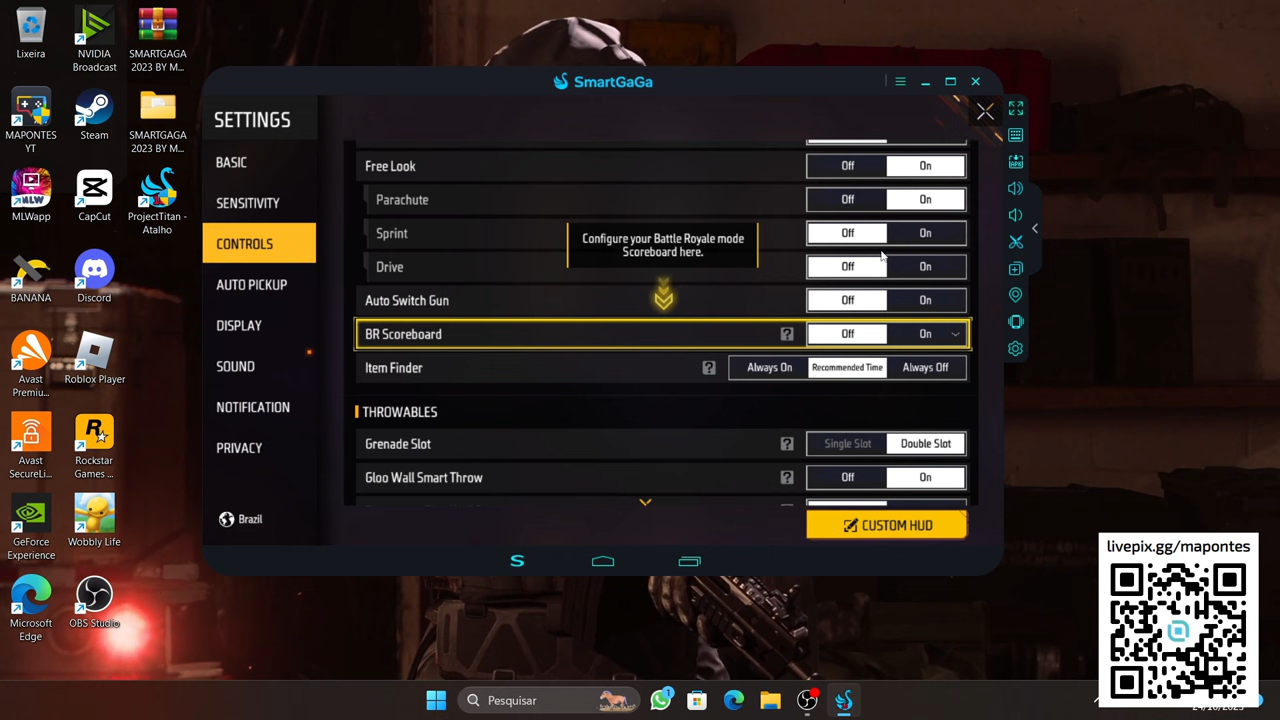 Lixeira
NVIDIA
Broadcast
SMARTGAGA
2023 BY M...
MAPONTES
YT
Steam
SMARTGAGA
2023 BY M...
MLWapp
CapCut
ProjectTitan -
Atalho
BANANA
Discord
Avast
Premiu...
Roblox Player
Avast
SecureLi...
Rockstar
Games ...
GeForce
Experience
Wobbly Life
Microsoft
Edge
OBS Studio
SmartGaGa
SETTINGS
BASIC
SENSITIVITY
CONTROLS
AUTO PICKUP
DISPLAY
SOUND
NOTIFICATION
PRIVACY
Brazil
Free Look Off On
Parachute Off On
Sprint Off On
Configure your Battle Royale mode
Scoreboard here.
Drive Off On
Auto Switch Gun Off On
BR Scoreboard ? Off On
Item Finder ? Always On Recommended Time Always Off
THROWABLES
Grenade Slot ? Single Slot Double Slot
Gloo Wall Smart Throw ? Off On
CUSTOM HUD
APK
S
livepix.gg/mapontes
Pesquisar
1